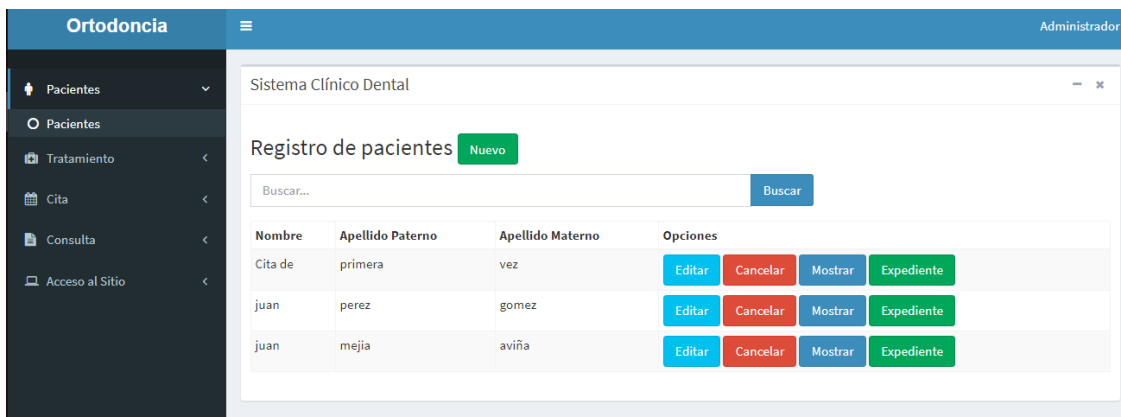 Ortodoncia
Administrador
Pacientes
Pacientes
Tratamiento
Cita
Consulta
Acceso al Sitio
Sistema Clínico Dental
Registro de pacientes Nuevo
Buscar... Buscar
Nombre Apellido Paterno Apellido Materno Opciones
Cita de primera vez Editar Cancelar Mostrar Expediente
juan perez gomez Editar Cancelar Mostrar Expediente
juan mejia aviña Editar Cancelar Mostrar Expediente